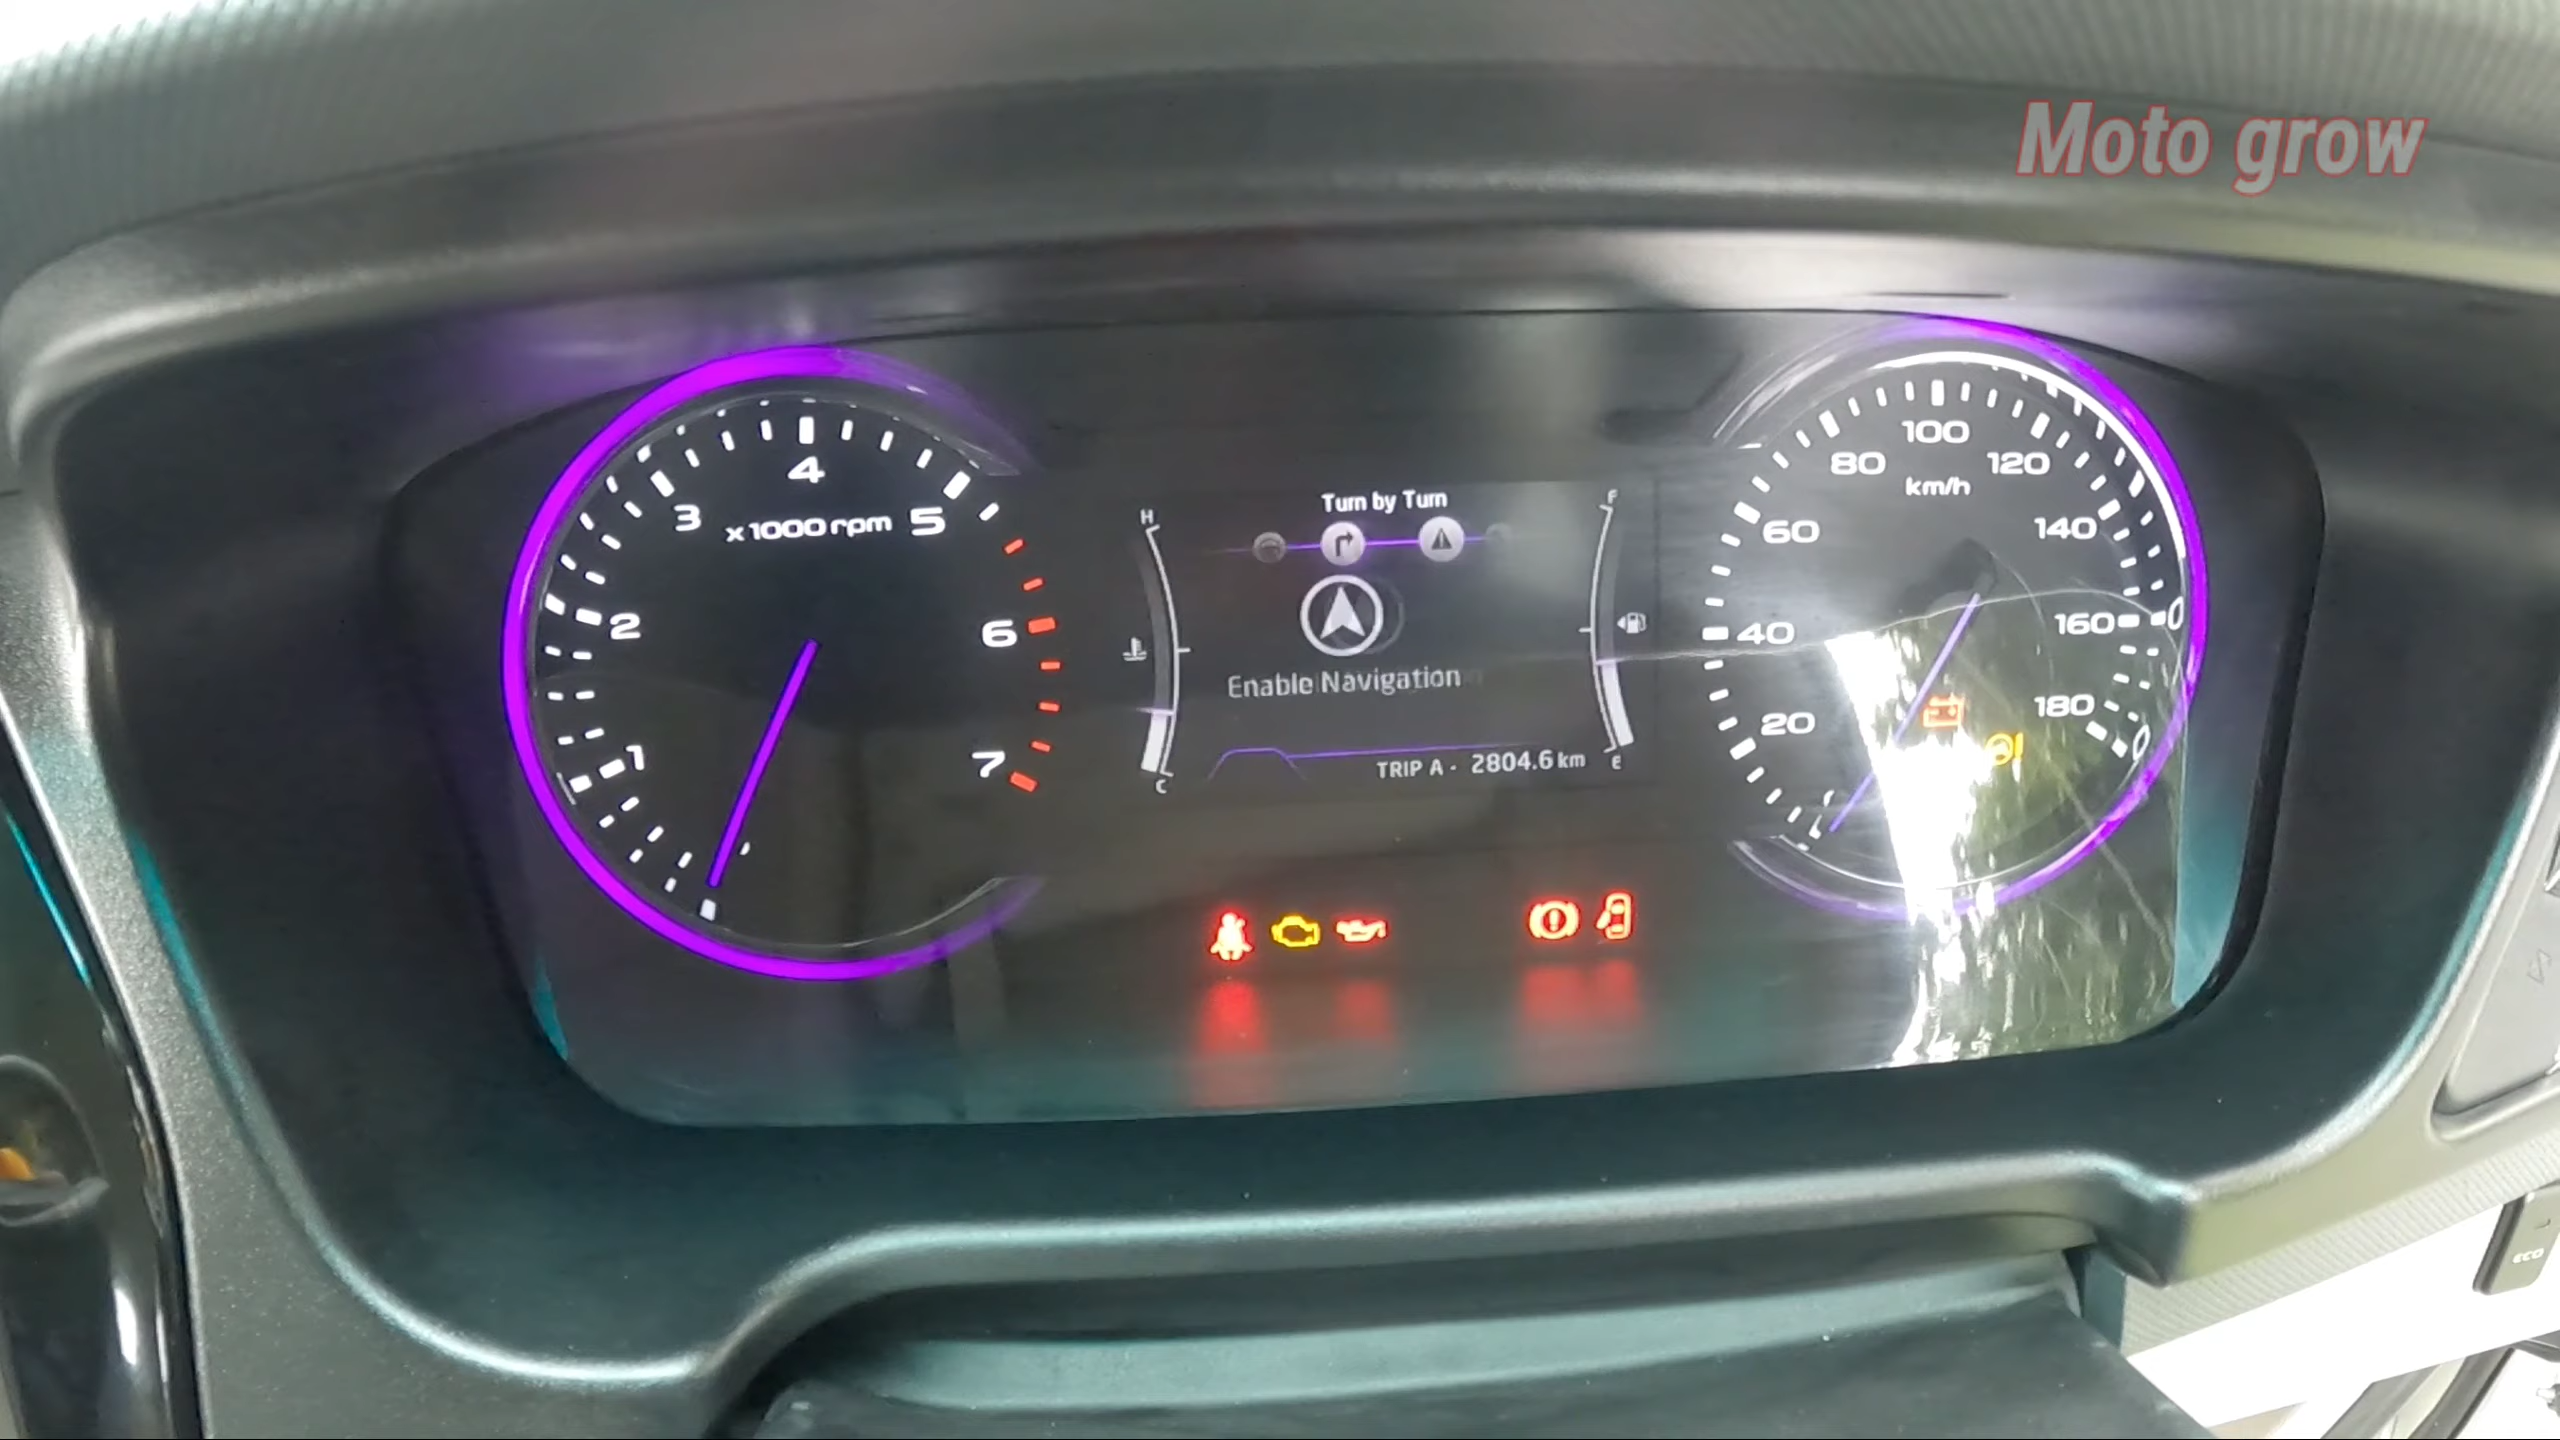 Moto grow
4
3
x1000 rpm
5
2
6
1
7
H
C
Turn by Turn
Enable Navigation
TRIP A - 2804.6 km
F
E
100
80
120
km/h
60
140
40
160
20
180
ECO